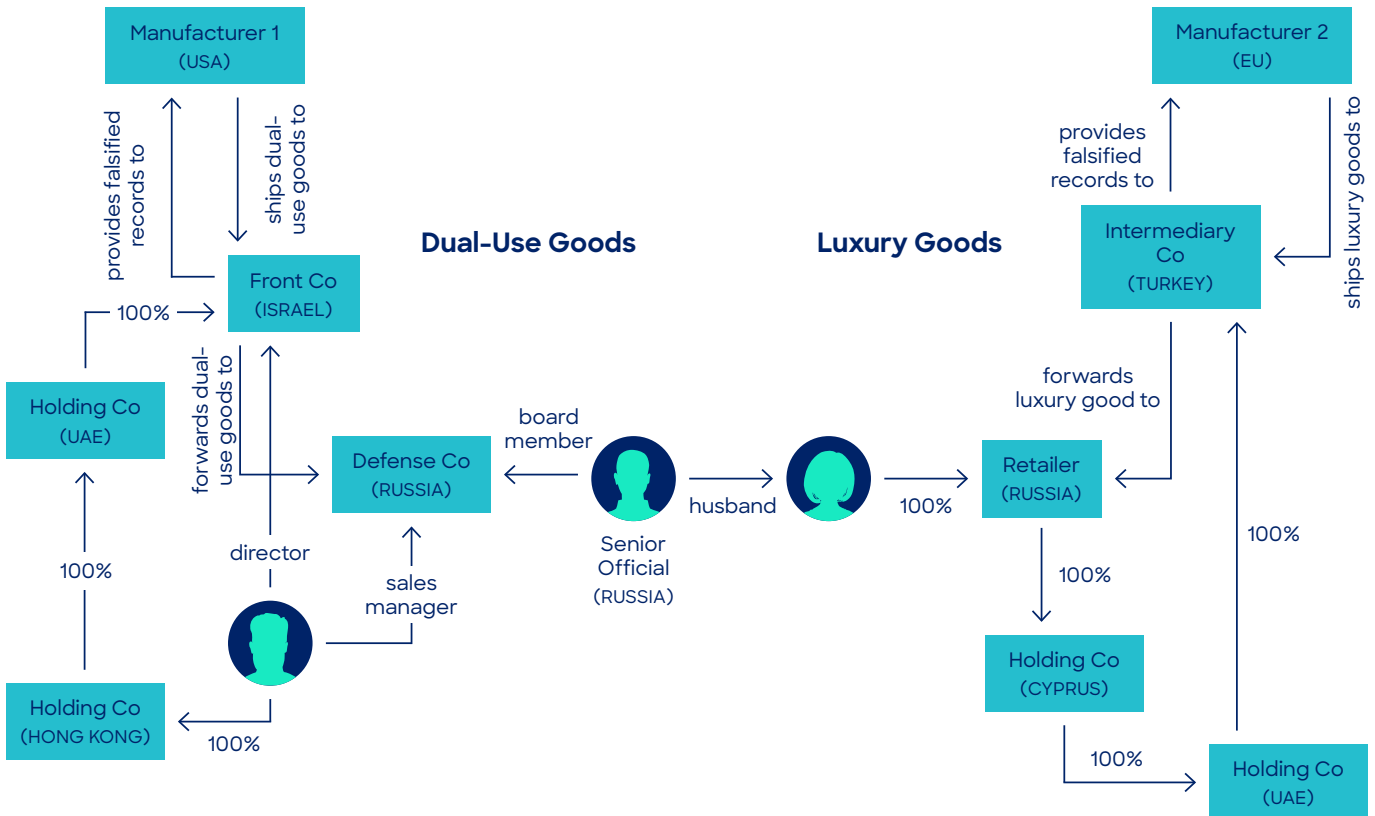 Manufacturer 1
(USA)
provides falsified
records to
ships dual-
use goods to
Front Co
(ISRAEL)
100%
forwards dual-
use goods to
Holding Co
(UAE)
100%
Holding Co
(HONG KONG)
100%
director
sales
manager
Dual-Use Goods
Defense Co
(RUSSIA)
board
member
Senior
Official
(RUSSIA)
husband
Luxury Goods
100%
Manufacturer 2
(EU)
provides
falsified
records to
ships luxury goods to
Intermediary
Co
(TURKEY)
forwards
luxury good to
Retailer
(RUSSIA)
100%
Holding Co
(CYPRUS)
100%
Holding Co
(UAE)
100%